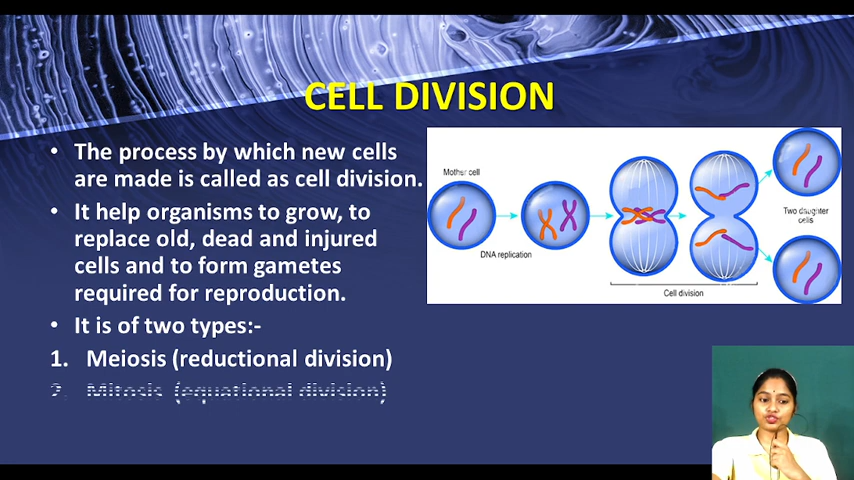 CELL DIVISION
• The process by which new cells
are made is called as cell division.
• It help organisms to grow, to
replace old, dead and injured
cells and to form gametes
required for reproduction.
• It is of two types:-
1. Meiosis (reductional division)
2. Mitosis (equational division)
Mother cell
DNA replication
Cell division
Two daughter
cells